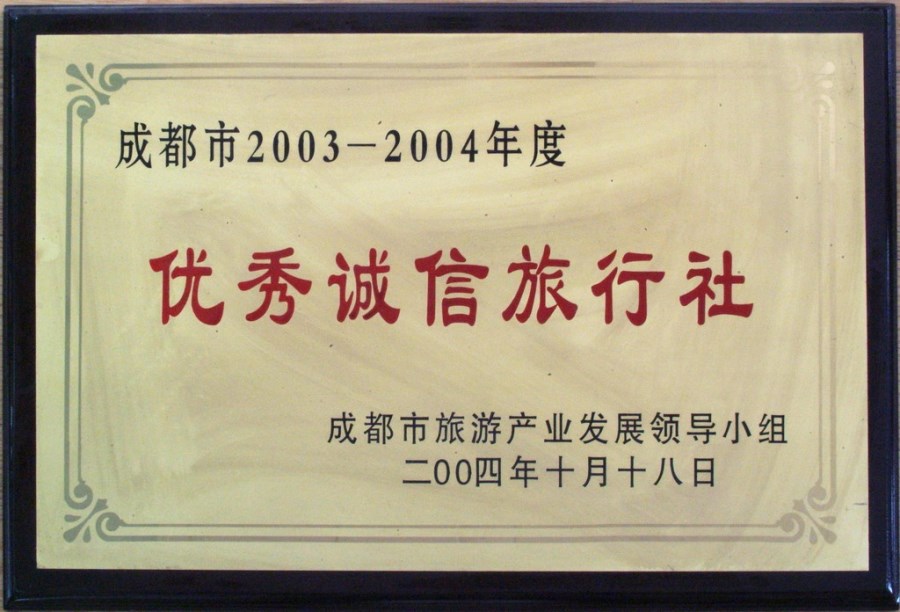 成都市2003－2004年度
优秀诚信旅行社
成都市旅游产业发展领导小组
二00四年十月十八日